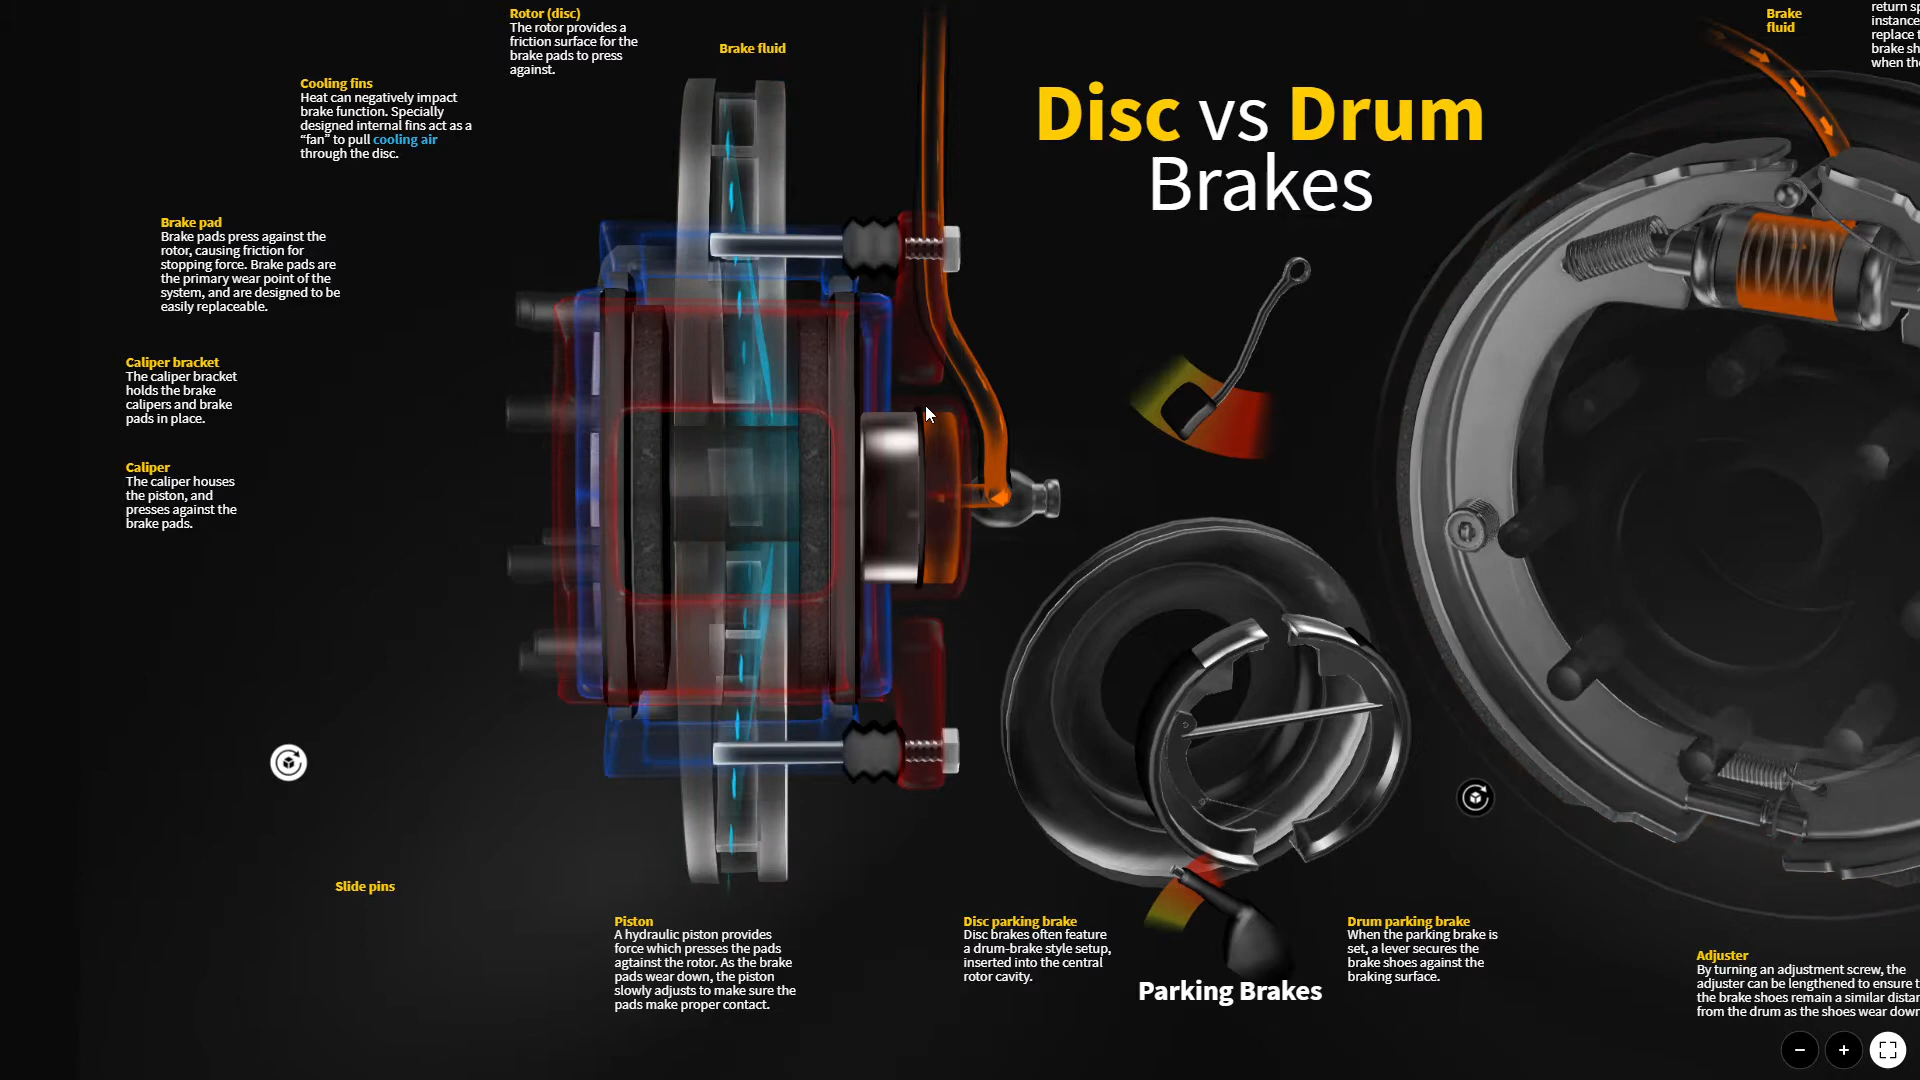 Rotor (disc)
The rotor provides a
friction surface for the
brake pads to press
against.
Brake fluid
Cooling fins
Heat can negatively impact
brake function. Specially
designed internal fins act as a
“fan” to pull cooling air
through the disc.
Brake pad
Brake pads press against the
rotor, causing friction for
stopping force. Brake pads are
the primary wear point of the
system, and are designed to be
easily replaceable.
Caliper bracket
The caliper bracket
holds the brake
calipers and brake
pads in place.
Caliper
The caliper houses
the piston, and
presses against the
brake pads.
Disc vs Drum
Brakes
Brake
fluid
return
replace
when
Slide pins
Piston
A hydraulic piston provides
force which presses the pads
agtainst the rotor. As the brake
pads wear down, the piston
slowly adjusts to make sure the
pads make proper contact.
Disc parking brake
Disc brakes often feature
a drum-brake style setup,
inserted into the central
rotor cavity.
Parking Brakes
Drum parking brake
When the parking brake is
set, a lever secures the
brake shoes against the
braking surface.
Adjuster
By turning an adjustment screw, the
adjuster can be lengthened to ensure
the brake shoes remain a similar
from the drum as the shoes wear